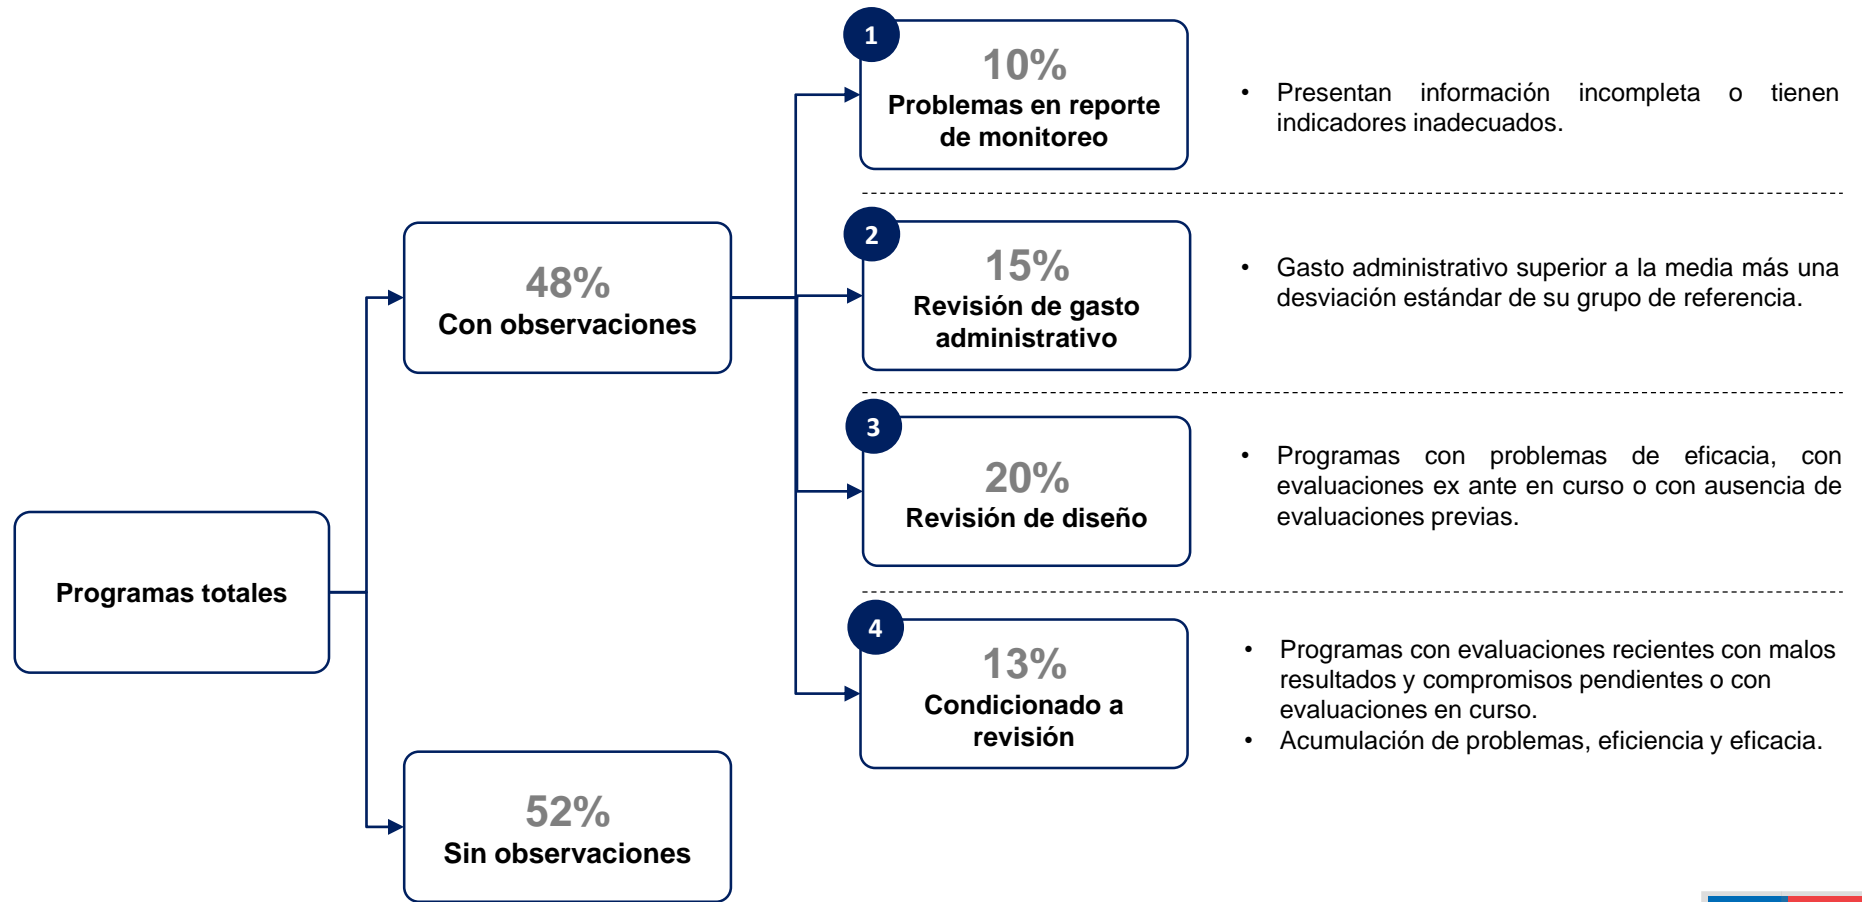 1
10%
Problemas en reporte
de monitoreo
• Presentan información incompleta o tienen
indicadores inadecuados.
2
15%
Revisión de gasto
administrativo
• Gasto administrativo superior a la media más una
desviación estándar de su grupo de referencia.
48%
Con observaciones
3
20%
Revisión de diseño
• Programas con problemas de eficacia, con
evaluaciones ex ante en curso o con ausencia de
evaluaciones previas.
Programas totales
4
13%
Condicionado a
revisión
• Programas con evaluaciones recientes con malos
resultados y compromisos pendientes o con
evaluaciones en curso.
• Acumulación de problemas, eficiencia y eficacia.
52%
Sin observaciones